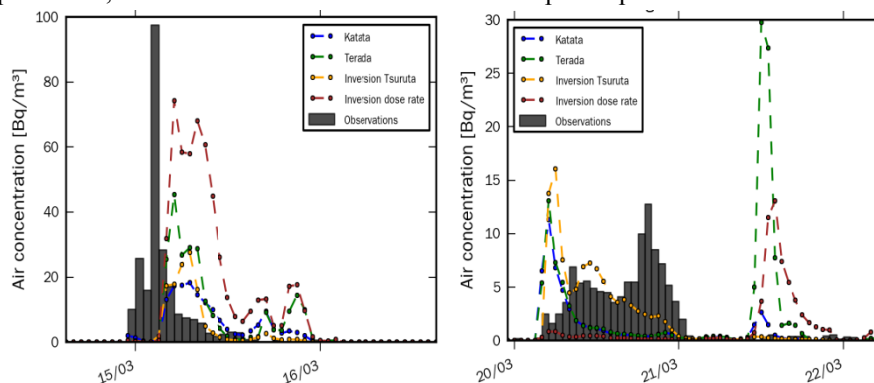 Air concentration [Bq/m³]
100
80
60
40
20
0
15/03
16/03
Katata
Terada
Inversion Tsuruta
Inversion dose rate
Observations
Air concentration [Bq/m³]
30
25
20
15
10
5
0
20/03
21/03
22/03
Katata
Terada
Inversion Tsuruta
Inversion dose rate
Observations